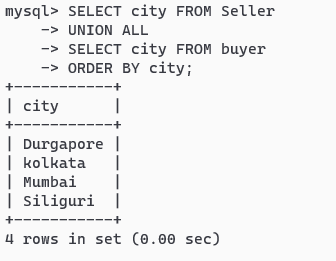 mysql> SELECT city FROM Seller
    -> UNION ALL
    -> SELECT city FROM buyer
    -> ORDER BY city;
+-----------+
| city      |
+-----------+
| Durgapore |
| kolkata   |
| Mumbai    |
| Siliguri  |
+-----------+
4 rows in set (0.00 sec)